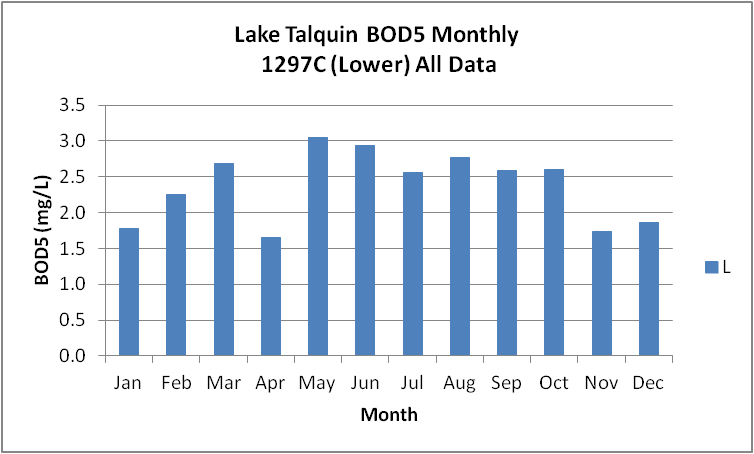 Lake Talquin BOD5 Monthly
1297C (Lower) All Data
3.5
3.0
2.5
2.0
1.5
1.0
0.5
0.0
BOD5 (mg/L)
Jan Feb Mar Apr May Jun Jul Aug Sep Oct Nov Dec
Month
L